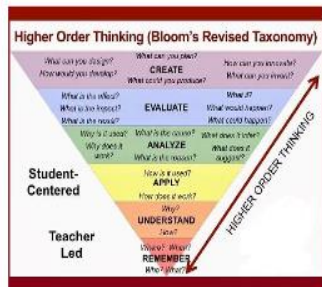 Higher Order Thinking (Bloom's Revised Taxonomy)
What can you plan?
What can you design?
How can you innovate?
How would you develop?
CREATE
What can you invent?
What could you produce?
What is the effect?
What if?
What is the impact?
EVALUATE
What would happen?
What is the result?
What could happen?
Why is it used?
What is the cause?
What does it infer?
Why does it work?
ANALYZE
What does it suggest?
What is the reason?
Student-Centered
How is it used?
APPLY
How does it work?
Why?
UNDERSTAND
How?
Teacher Led
Where? When?
REMEMBER
Who? What?
HIGHER ORDER THINKING